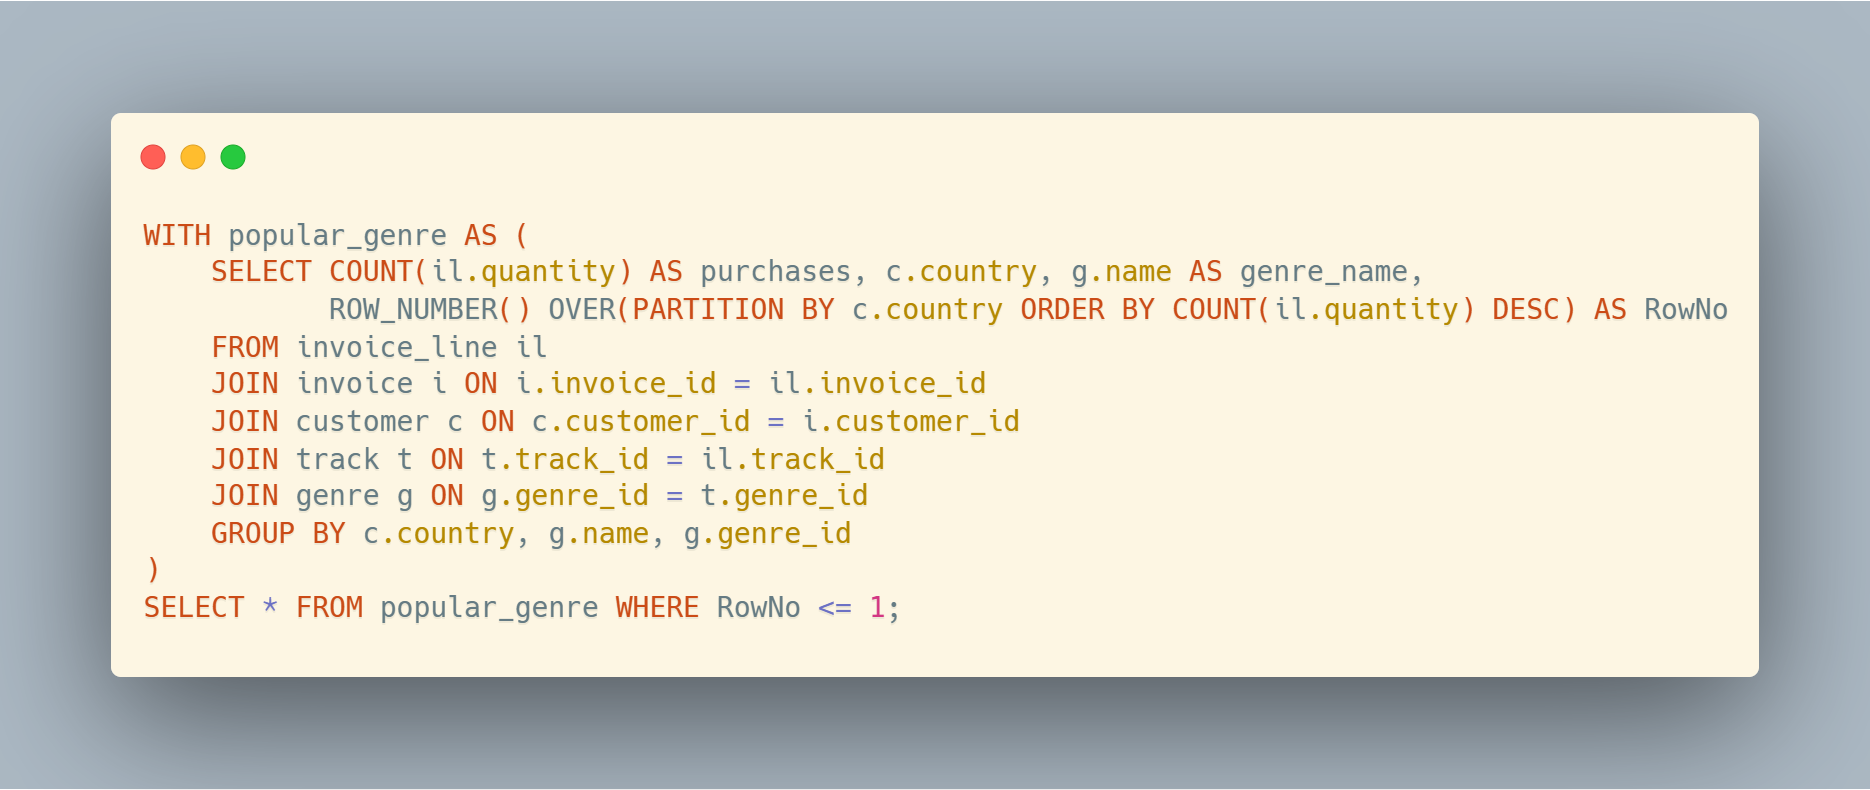 WITH popular_genre AS (
    SELECT COUNT(il.quantity) AS purchases, c.country, g.name AS genre_name,
           ROW_NUMBER() OVER(PARTITION BY c.country ORDER BY COUNT(il.quantity) DESC) AS RowNo
    FROM invoice_line il
    JOIN invoice i ON i.invoice_id = il.invoice_id
    JOIN customer c ON c.customer_id = i.customer_id
    JOIN track t ON t.track_id = il.track_id
    JOIN genre g ON g.genre_id = t.genre_id
    GROUP BY c.country, g.name, g.genre_id
)
SELECT * FROM popular_genre WHERE RowNo <= 1;